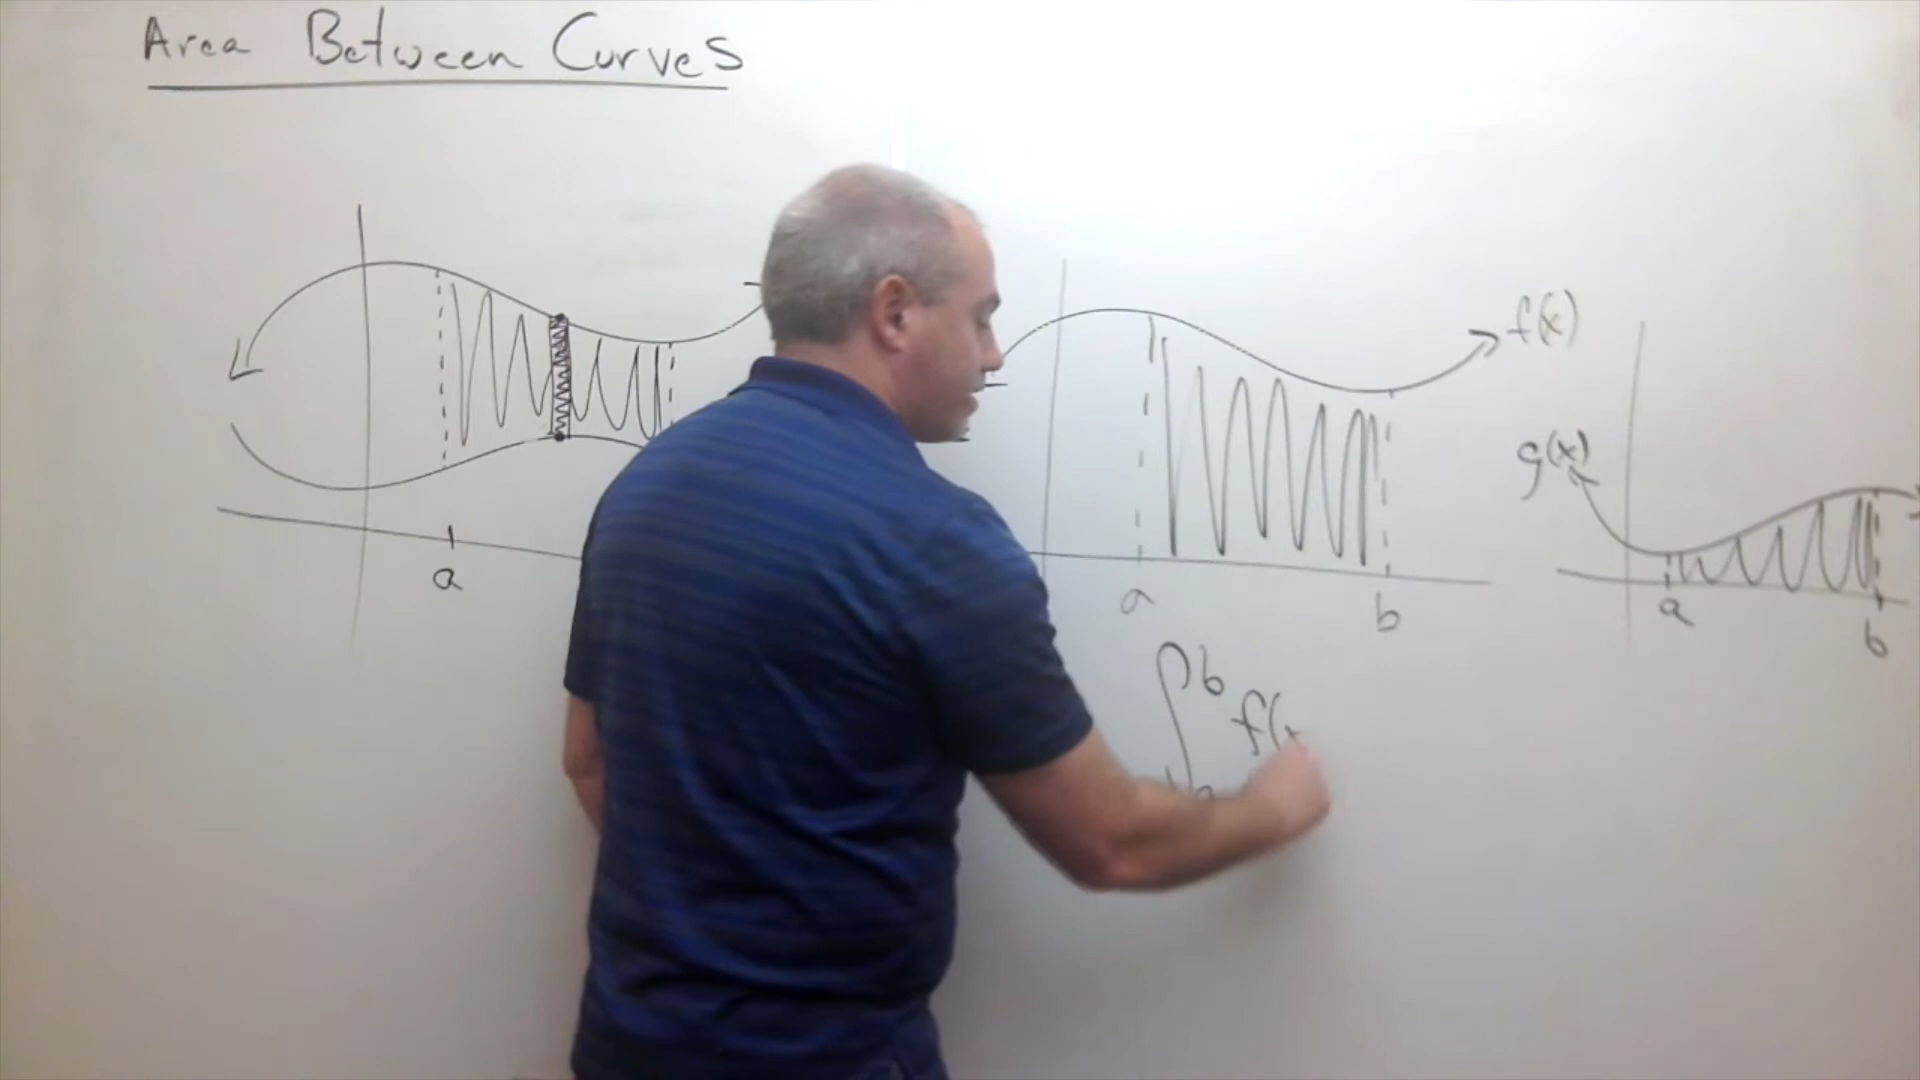 Area Between Curves
f(x)
g(x)
a
a
b
a
b
∫ b f(x
a